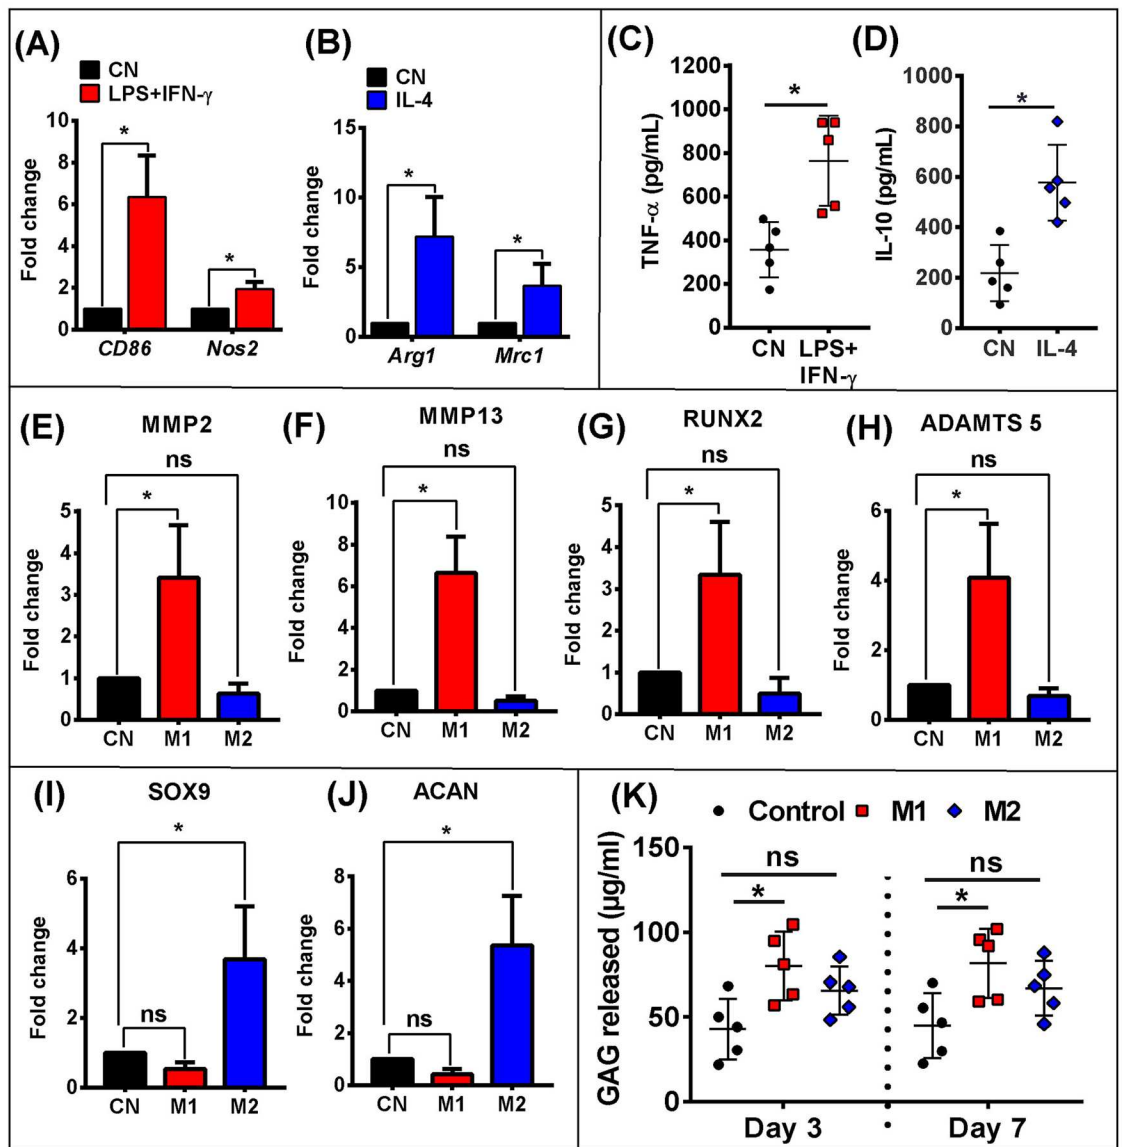 (A)
CN
LPS+IFN-γ
Fold change
10
8
6
4
2
0
*
*
CD86 Nos2
(B)
CN
IL-4
Fold change
15
10
5
0
*
*
Arg1 Mrc1
(C)
TNF-α (pg/mL)
1200
1000
800
600
400
200
0
*
CN LPS+
IFN-γ
(D)
IL-10 (pg/mL)
1000
800
600
400
200
0
*
CN IL-4
(E)
MMP2
ns
*
Fold change
5
4
3
2
1
0
CN M1 M2
(F)
MMP13
ns
*
Fold change
10
8
6
4
2
0
CN M1 M2
(G)
RUNX2
ns
*
Fold change
5
4
3
2
1
0
CN M1 M2
(H)
ADAMTS 5
ns
*
Fold change
6
4
2
0
CN M1 M2
(I)
SOX9
*
ns
Fold change
6
4
2
0
CN M1 M2
(J)
ACAN
*
ns
Fold change
8
6
4
2
0
CN M1 M2
(K)
Control M1 M2
GAG released (µg/ml)
150
100
50
0
ns
*
ns
*
Day 3 Day 7